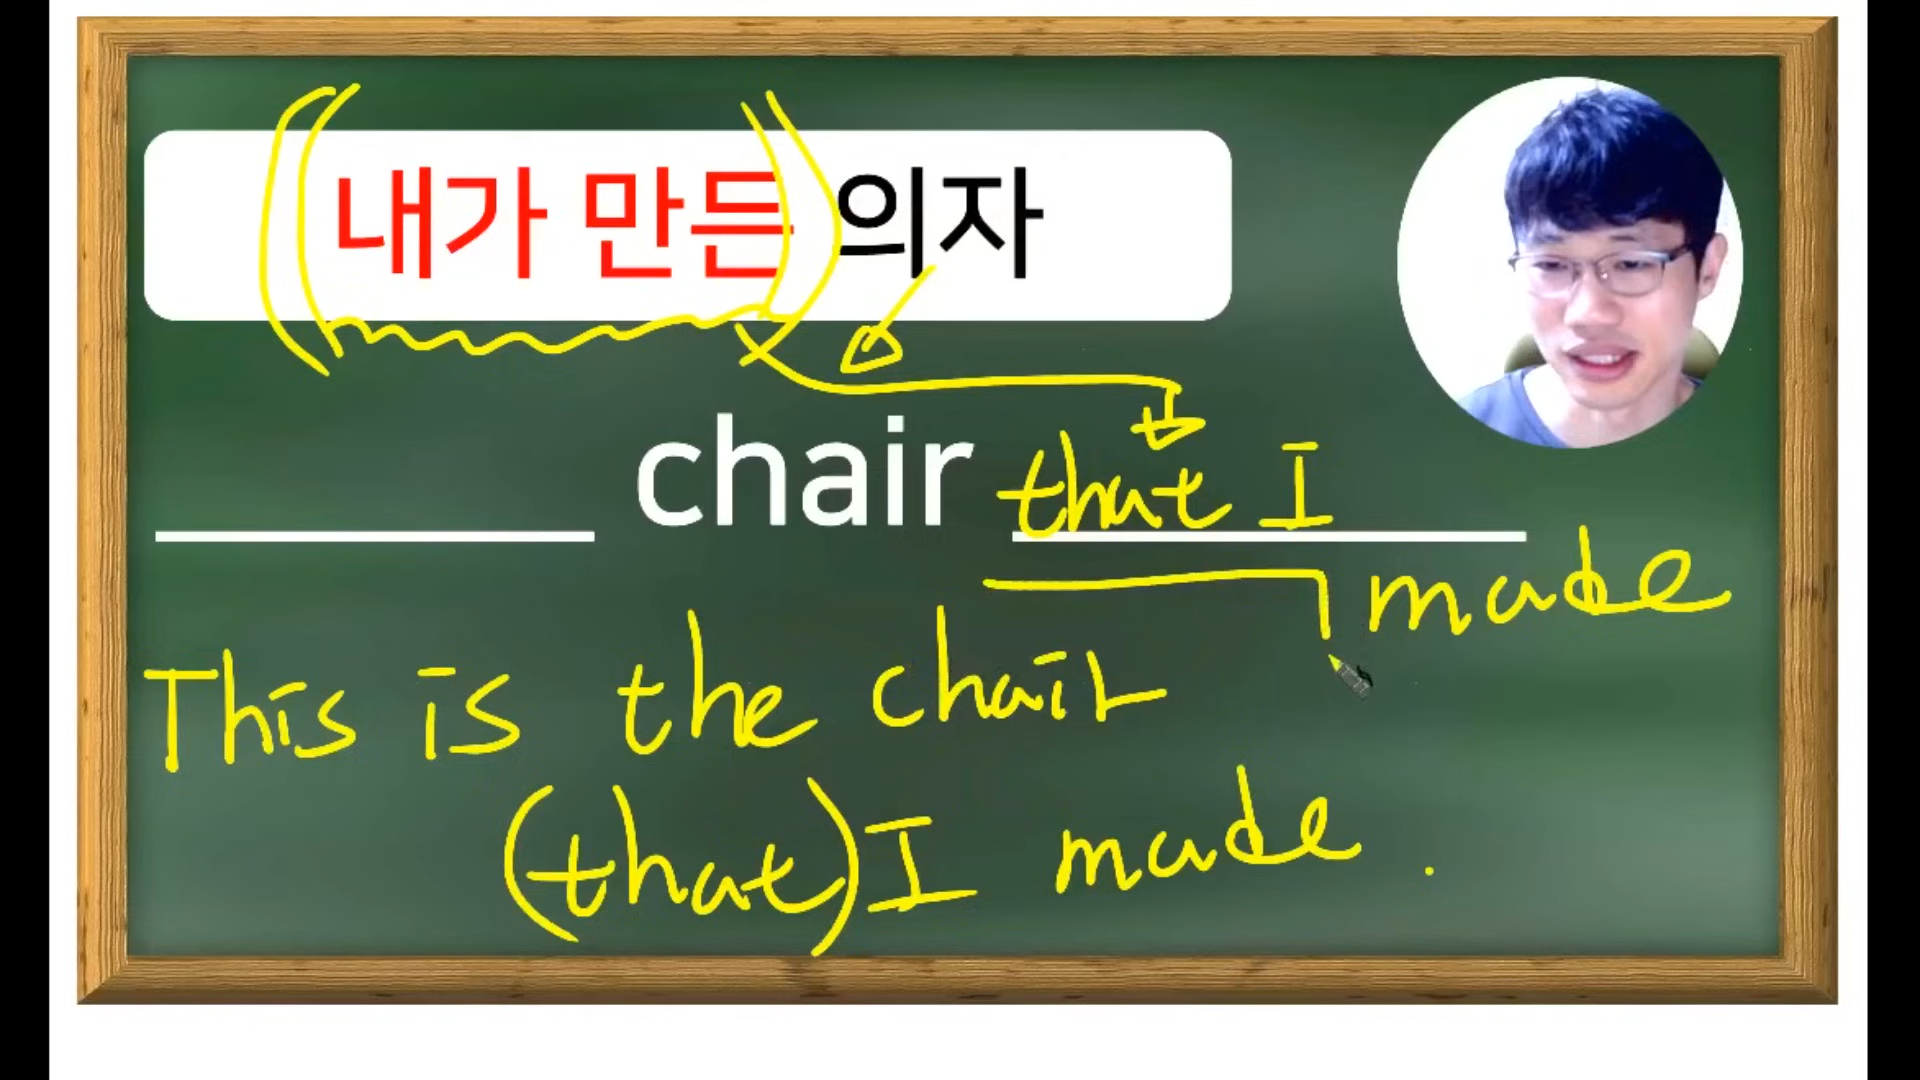 내가 만든 의자
chair that I
made
This is the chair
(that) I made.